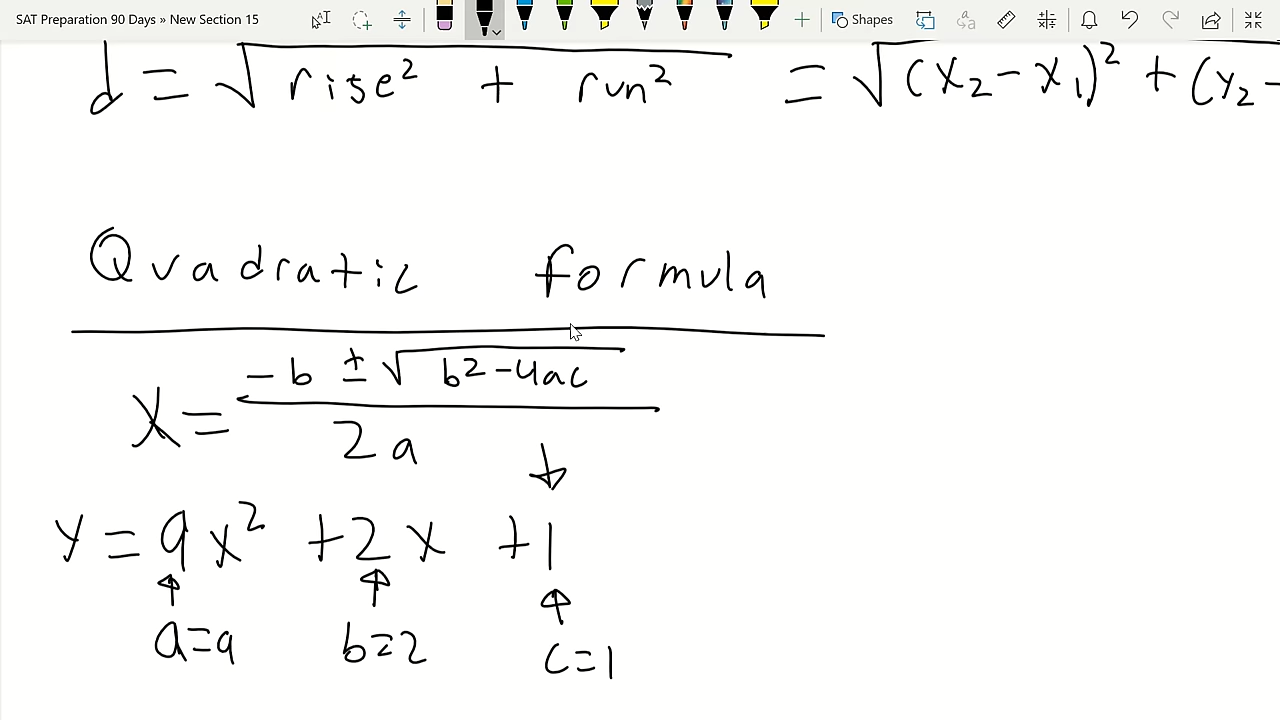 SAT Preparation 90 Days » New Section 15 Shapes
d = √rise² + run² = √(x₂ - x₁)² + (y₂ -
Quadratic formula
x = -b ± √b²-4ac
2a
y = 9x² + 2x + 1
a=9 b=2 c=1